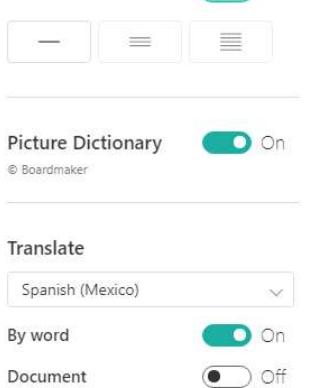 Picture Dictionary On
© Boardmaker
Translate
Spanish (Mexico)
By word On
Document Off